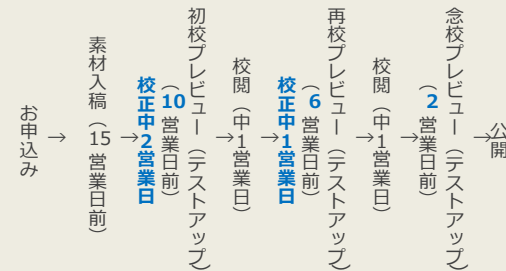 お申込み
→
素材入稿（15営業日前）
→
初校プレビュー（テストアップ）
（10営業日前）
校正中2営業日
校閲（中1営業日）
→
再校プレビュー（テストアップ）
（6営業日前）
校正中1営業日
→
校閲（中1営業日）
→
念校プレビュー（テストアップ）
（2営業日前）
→
公開